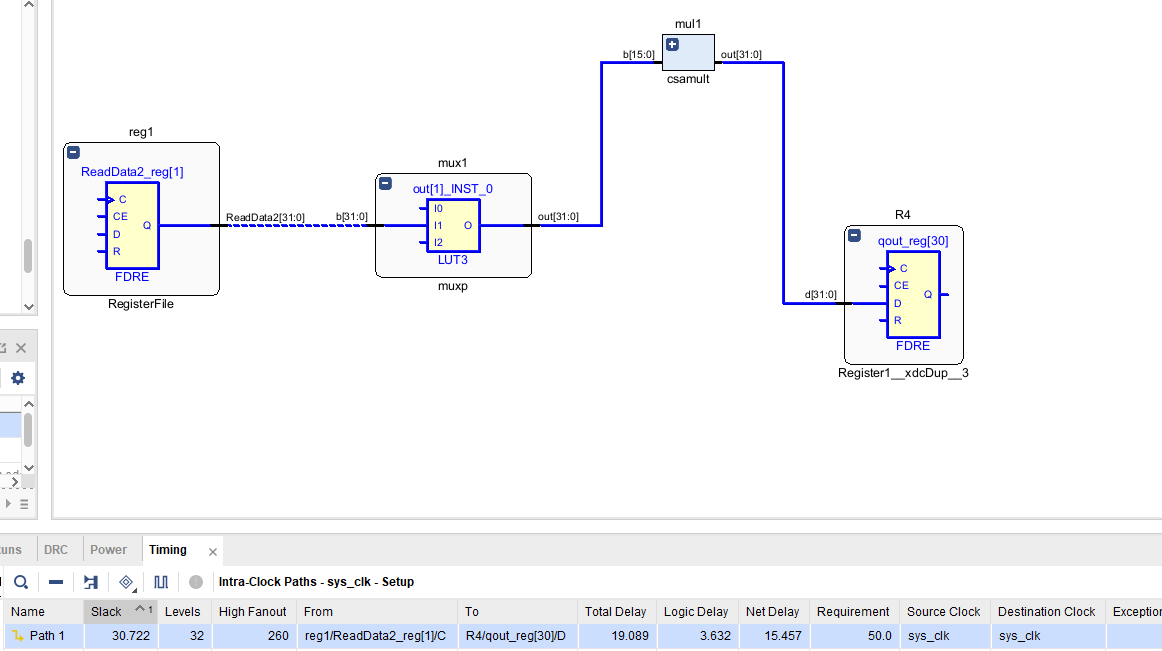 mul1
b[15:0]
out[31:0]
csamult
reg1
ReadData2_reg[1]
C
CE
D
R
Q
FDRE
RegisterFile
ReadData2[31:0]
b[31:0]
mux1
out[1]_INST_0
I0
I1
I2
O
LUT3
muxp
out[31:0]
R4
qout_reg[30]
d[31:0]
C
CE
D
R
Q
FDRE
Register1__xdcDup__3
uns DRC Power Timing
Intra-Clock Paths - sys_clk - Setup
Name Slack 1 Levels High Fanout From To Total Delay Logic Delay Net Delay Requirement Source Clock Destination Clock Exception
Path 1 30.722 32 260 reg1/ReadData2_reg[1]/C R4/qout_reg[30]/D 19.089 3.632 15.457 50.0 sys_clk sys_clk